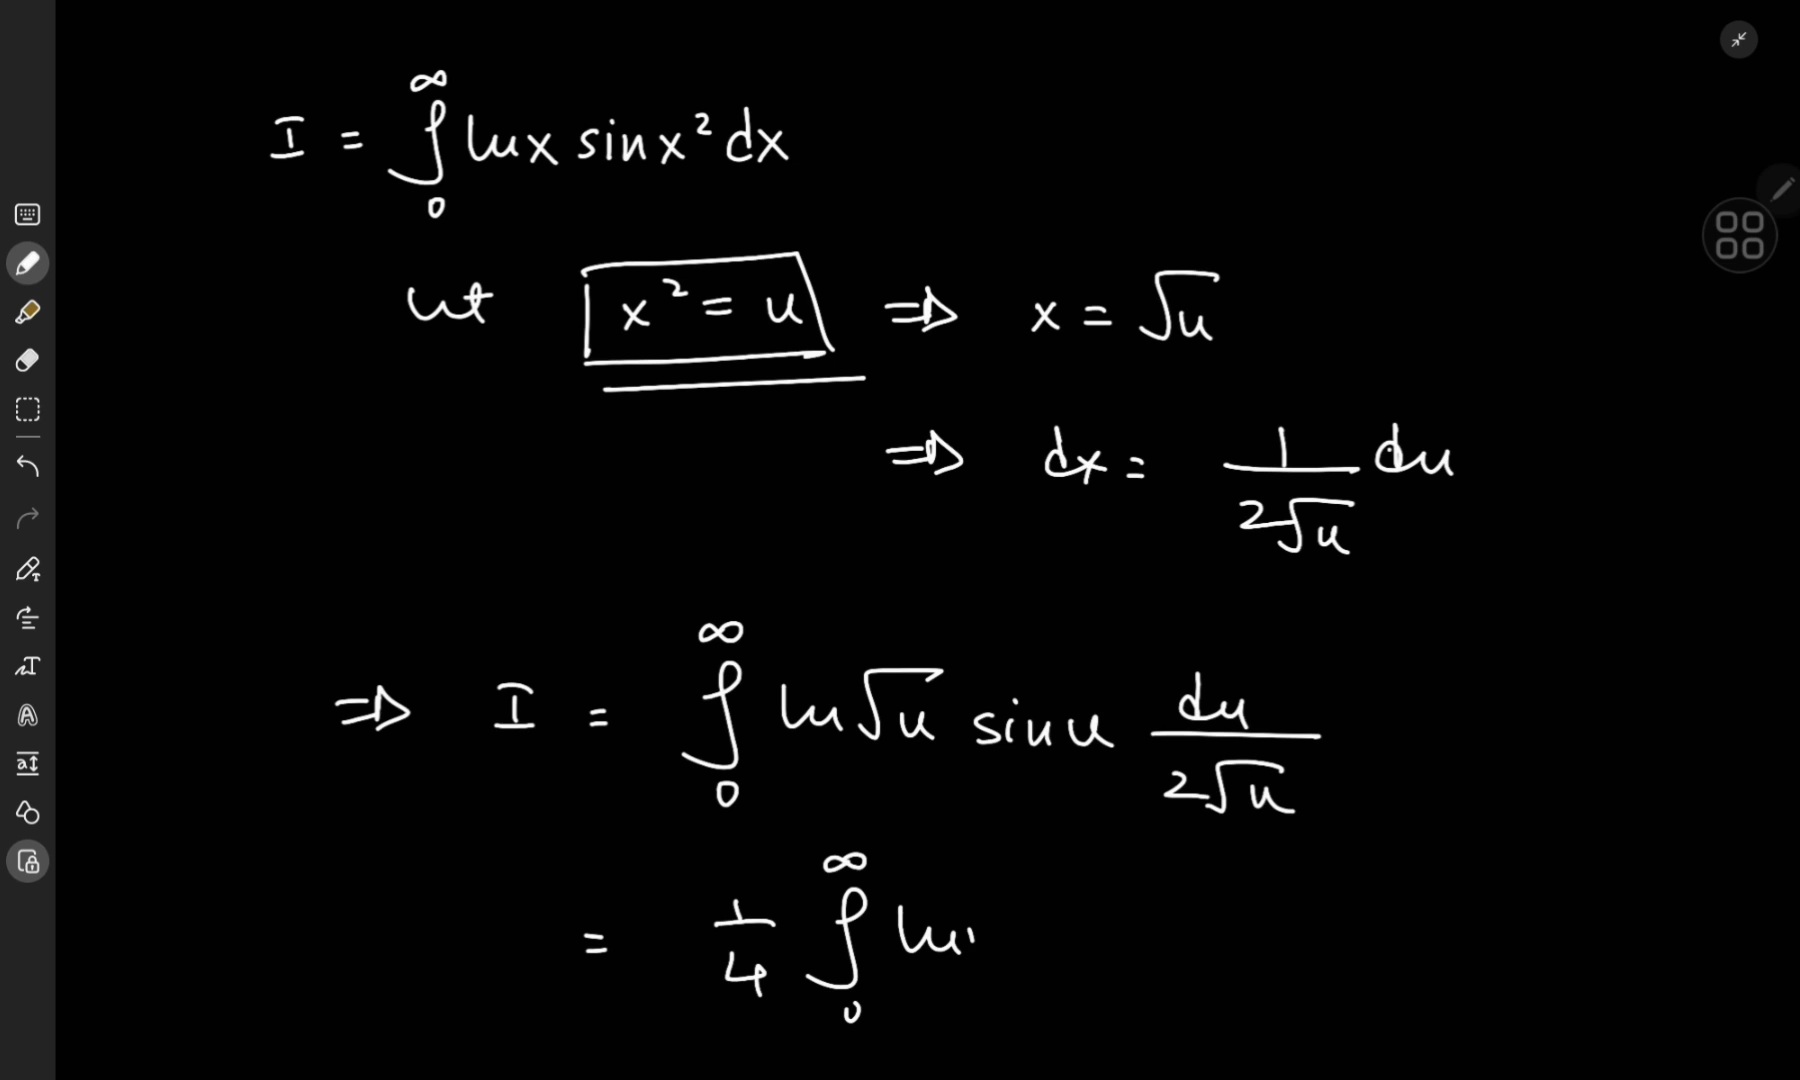 I = ∫₀^∞ ln x sin x² dx
let x² = u ⇒ x = √u
⇒ dx = 1/(2√u) du
⇒ I = ∫₀^∞ ln √u sin u du/(2√u)
= 1/4 ∫₀^∞ ln